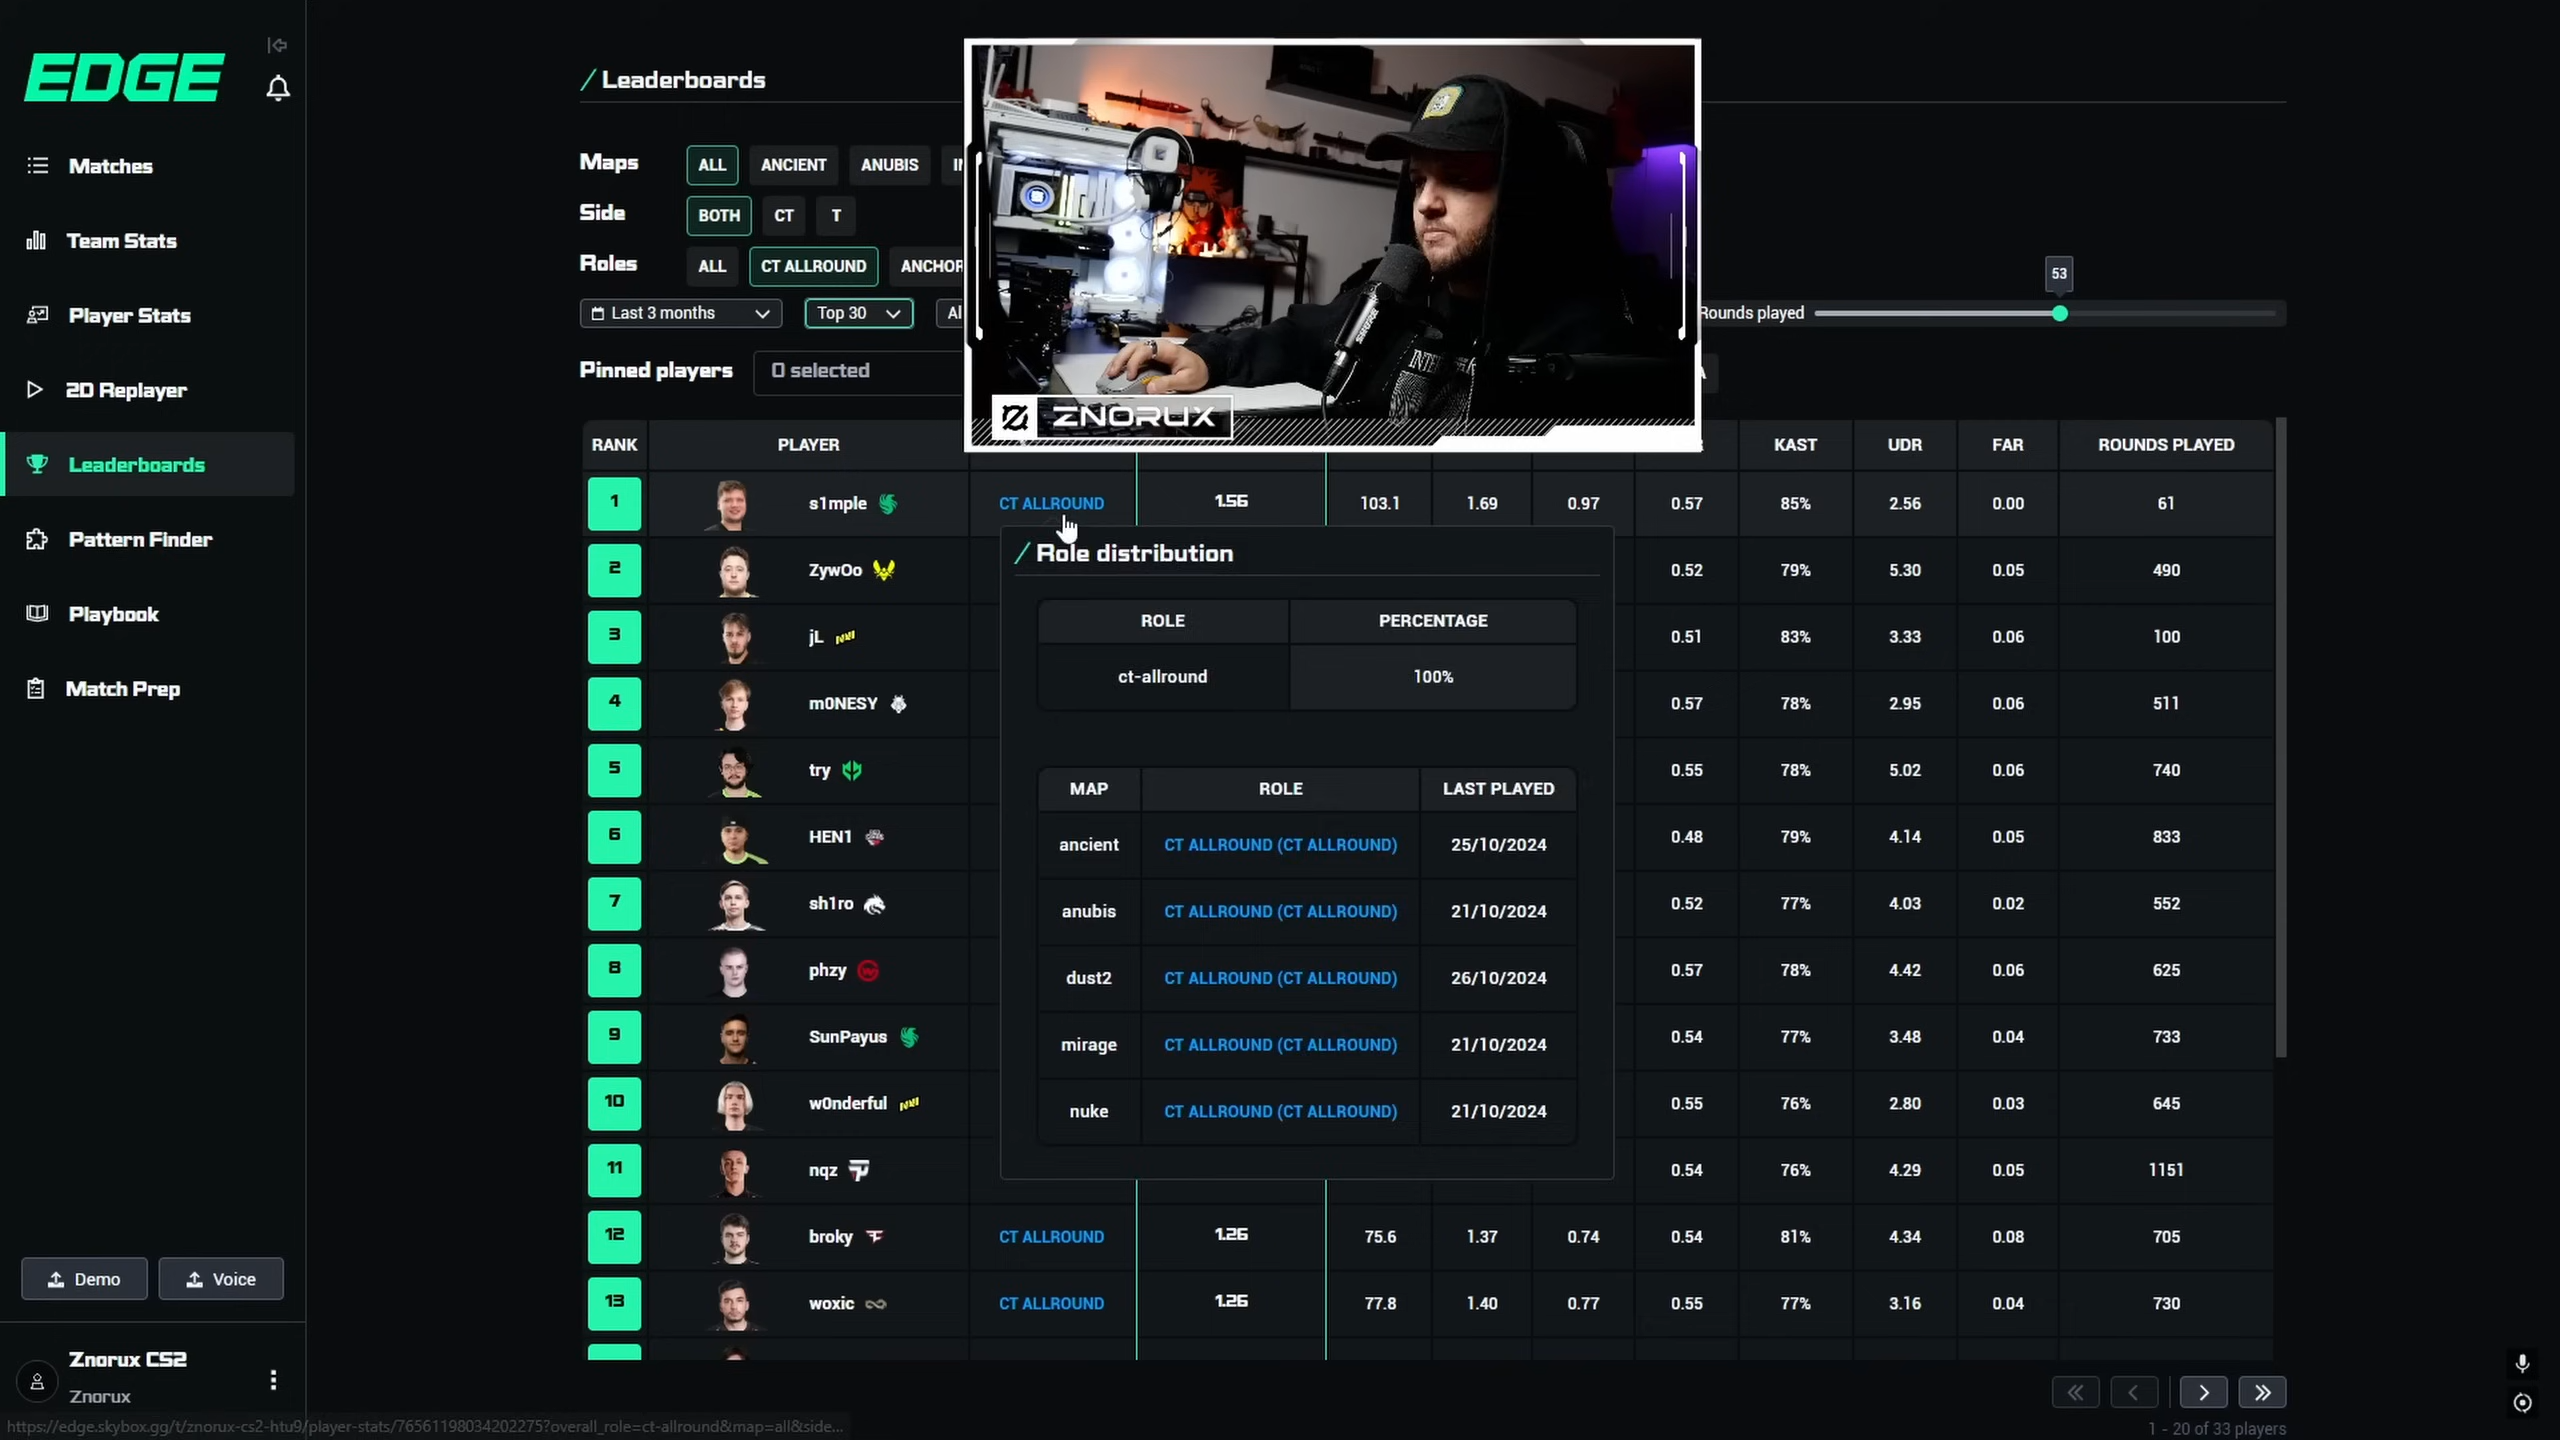 EDGE
Matches
Team Stats
Player Stats
2D Replayer
Leaderboards
Pattern Finder
Playbook
Match Prep
Demo
Voice
Znorux CS2
Znorux
Leaderboards
Maps ALL ANCIENT ANUBIS
Side BOTH CT T
Roles ALL CT ALLROUND ANCHOR
Last 3 months Top 30
53
Rounds played
Pinned players 0 selected
ZNORUX
RANK PLAYER KAST UDR FAR ROUNDS PLAYED
1 s1mple CT ALLROUND 1.56 103.1 1.69 0.97 0.57 85% 2.56 0.00 61
2 ZywOo 0.52 79% 5.30 0.05 490
3 jL 0.51 83% 3.33 0.06 100
4 m0NESY 0.57 78% 2.95 0.06 511
5 try 0.55 78% 5.02 0.06 740
6 HEN1 0.48 79% 4.14 0.05 833
7 sh1ro 0.52 77% 4.03 0.02 552
8 phzy 0.57 78% 4.42 0.06 625
9 SunPayus 0.54 77% 3.48 0.04 733
10 w0nderful 0.55 76% 2.80 0.03 645
11 nqz 0.54 76% 4.29 0.05 1151
12 broky CT ALLROUND 1.26 75.6 1.37 0.74 0.54 81% 4.34 0.08 705
13 woxic CT ALLROUND 1.26 77.8 1.40 0.77 0.55 77% 3.16 0.04 730
Role distribution
ROLE PERCENTAGE
ct-allround 100%
MAP ROLE LAST PLAYED
ancient CT ALLROUND (CT ALLROUND) 25/10/2024
anubis CT ALLROUND (CT ALLROUND) 21/10/2024
dust2 CT ALLROUND (CT ALLROUND) 26/10/2024
mirage CT ALLROUND (CT ALLROUND) 21/10/2024
nuke CT ALLROUND (CT ALLROUND) 21/10/2024
https://edge.skybox.gg/t/znorux-cs2-htu9/player-stats/76561198034202275?overall_role=ct-allround&map=all&side...
1 - 20 of 33 players